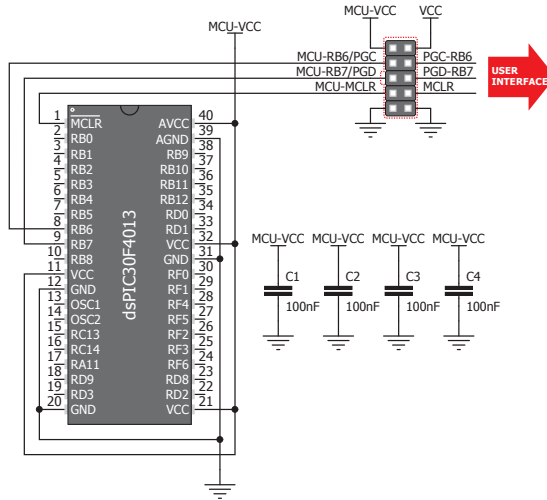 MCU-VCC VCC
MCU-VCC
MCU-RB6/PGC PGC-RB6
MCU-RB7/PGD PGD-RB7
MCU-MCLR MCLR
USER
INTERFACE
dsPIC30F4013
1 MCLR AVCC 40
2 RB0 AGND 39
3 RB1 RB9 38
4 RB2 RB10 37
5 RB3 RB11 36
6 RB4 RB12 35
7 RB5 RD0 34
8 RB6 RD1 33
9 RB7 VCC 32
10 RB8 GND 31
11 VCC RF0 30
12 GND RF1 29
13 OSC1 RF4 28
14 OSC2 RF5 27
15 RC13 RF2 26
16 RC14 RF3 25
17 RA11 RF6 24
18 RD9 RD8 23
19 RD3 RD2 22
20 GND VCC 21
MCU-VCC MCU-VCC MCU-VCC MCU-VCC
C1 C2 C3 C4
100nF 100nF 100nF 100nF